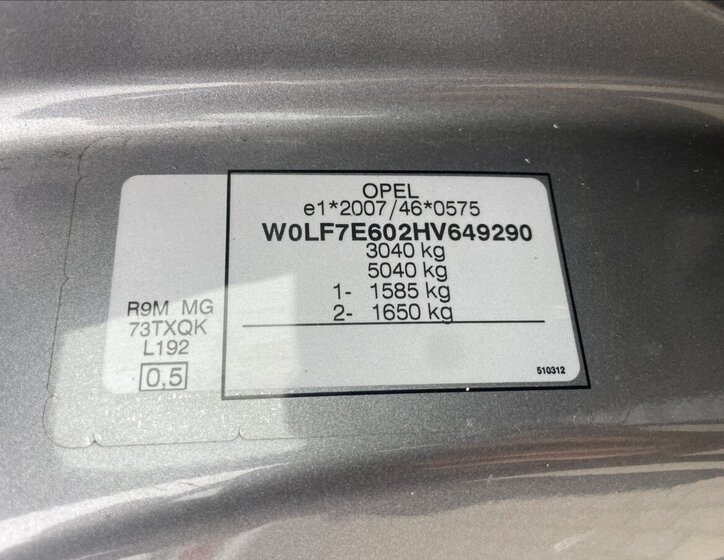 OPEL
e1*2007/46*0575
W0LF7E602HV649290
3040 kg
5040 kg
1- 1585 kg
2- 1650 kg
R9M MG
73TXQK
L192
0,5
510312